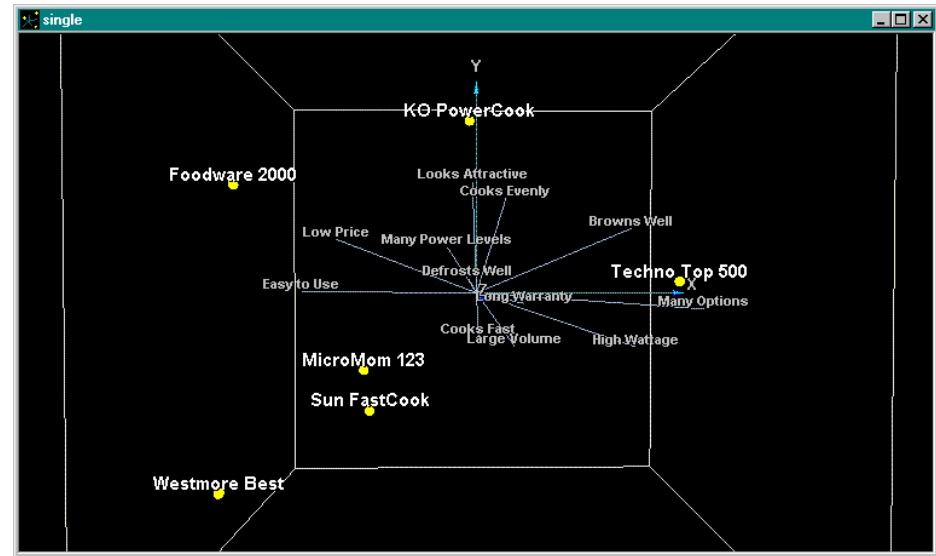 single
Y
KO PowerCook
Foodware 2000
Looks Attractive
Cooks Evenly
Browns Well
Low Price
Many Power Levels
Defrosts Well
Techno Top 500
Easy to Use
X
Z
Long Warranty
Many Options
Cooks Fast
Large Volume
High Wattage
MicroMom 123
Sun FastCook
Westmore Best